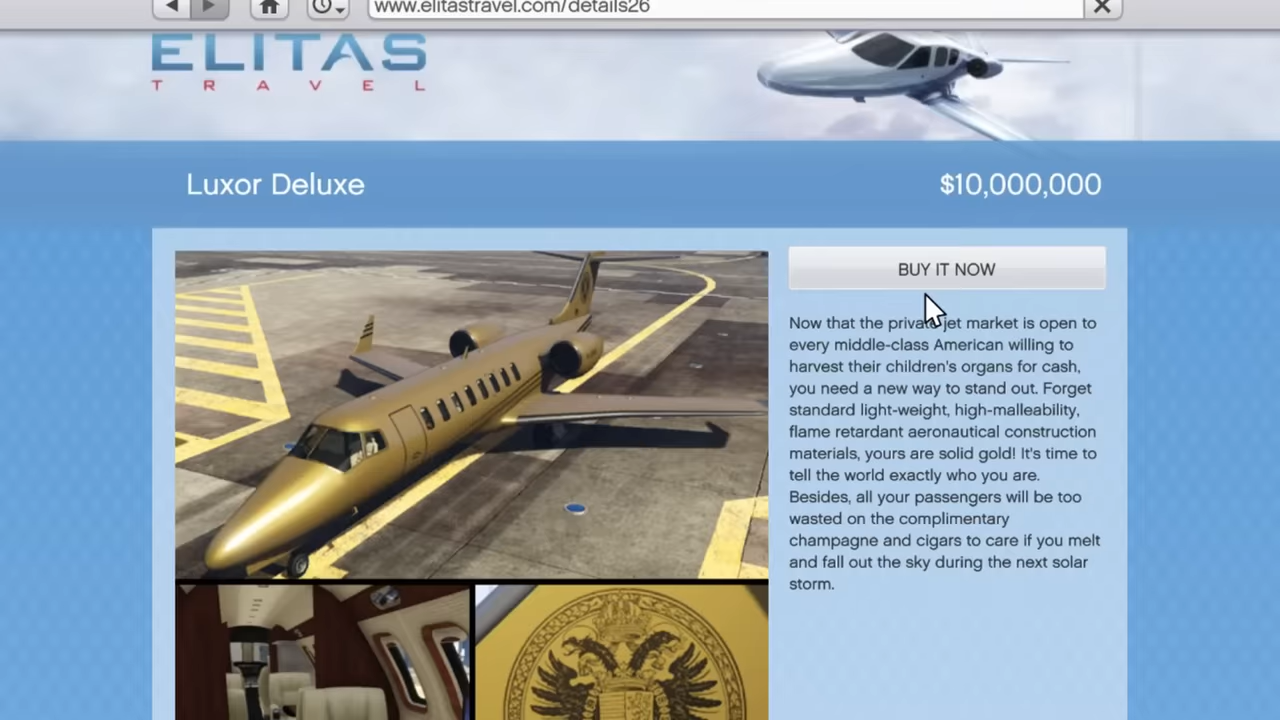 www.elitastravel.com/details26
ELITAS
TRAVEL
Luxor Deluxe
$10,000,000
BUY IT NOW
Now that the private jet market is open to
every middle-class American willing to
harvest their children's organs for cash,
you need a new way to stand out. Forget
standard light-weight, high-malleability,
flame retardant aeronautical construction
materials, yours are solid gold! It's time to
tell the world exactly who you are.
Besides, all your passengers will be too
wasted on the complimentary
champagne and cigars to care if you melt
and fall out the sky during the next solar
storm.